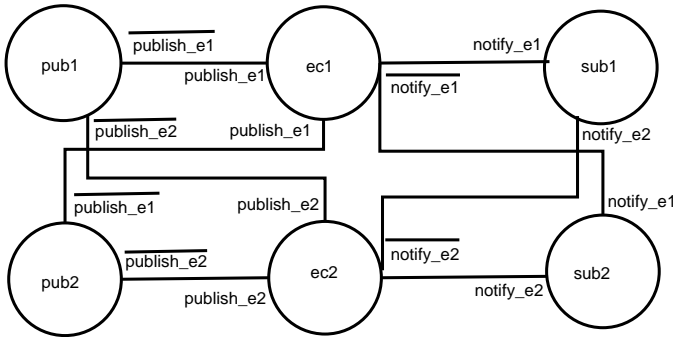 publish_e1
notify_e1
pub1
ec1
sub1
publish_e1
notify_e1
publish_e2
publish_e1
notify_e2
publish_e1
publish_e2
notify_e1
notify_e2
publish_e2
pub2
ec2
sub2
publish_e2
notify_e2